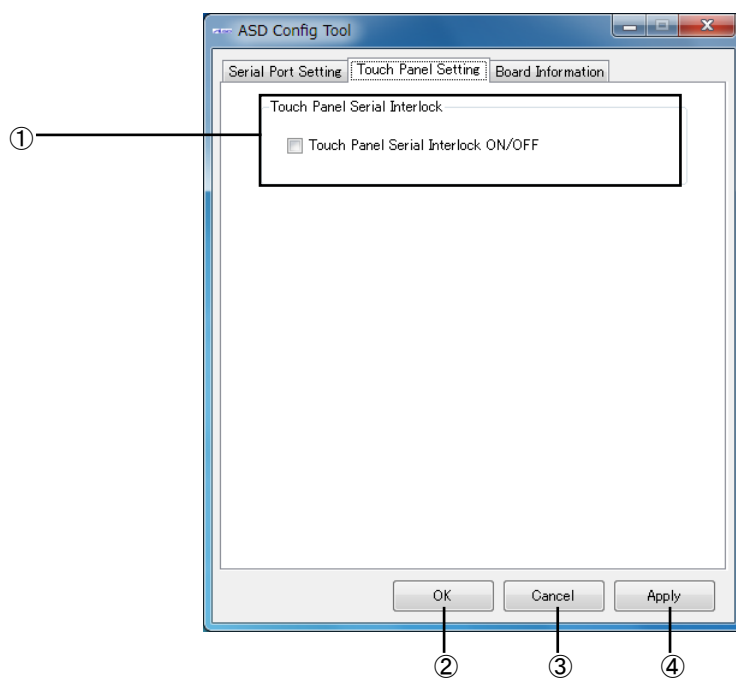 ASD Config Tool
Serial Port Setting Touch Panel Setting Board Information
Touch Panel Serial Interlock
① Touch Panel Serial Interlock ON/OFF
OK Cancel Apply
② ③ ④